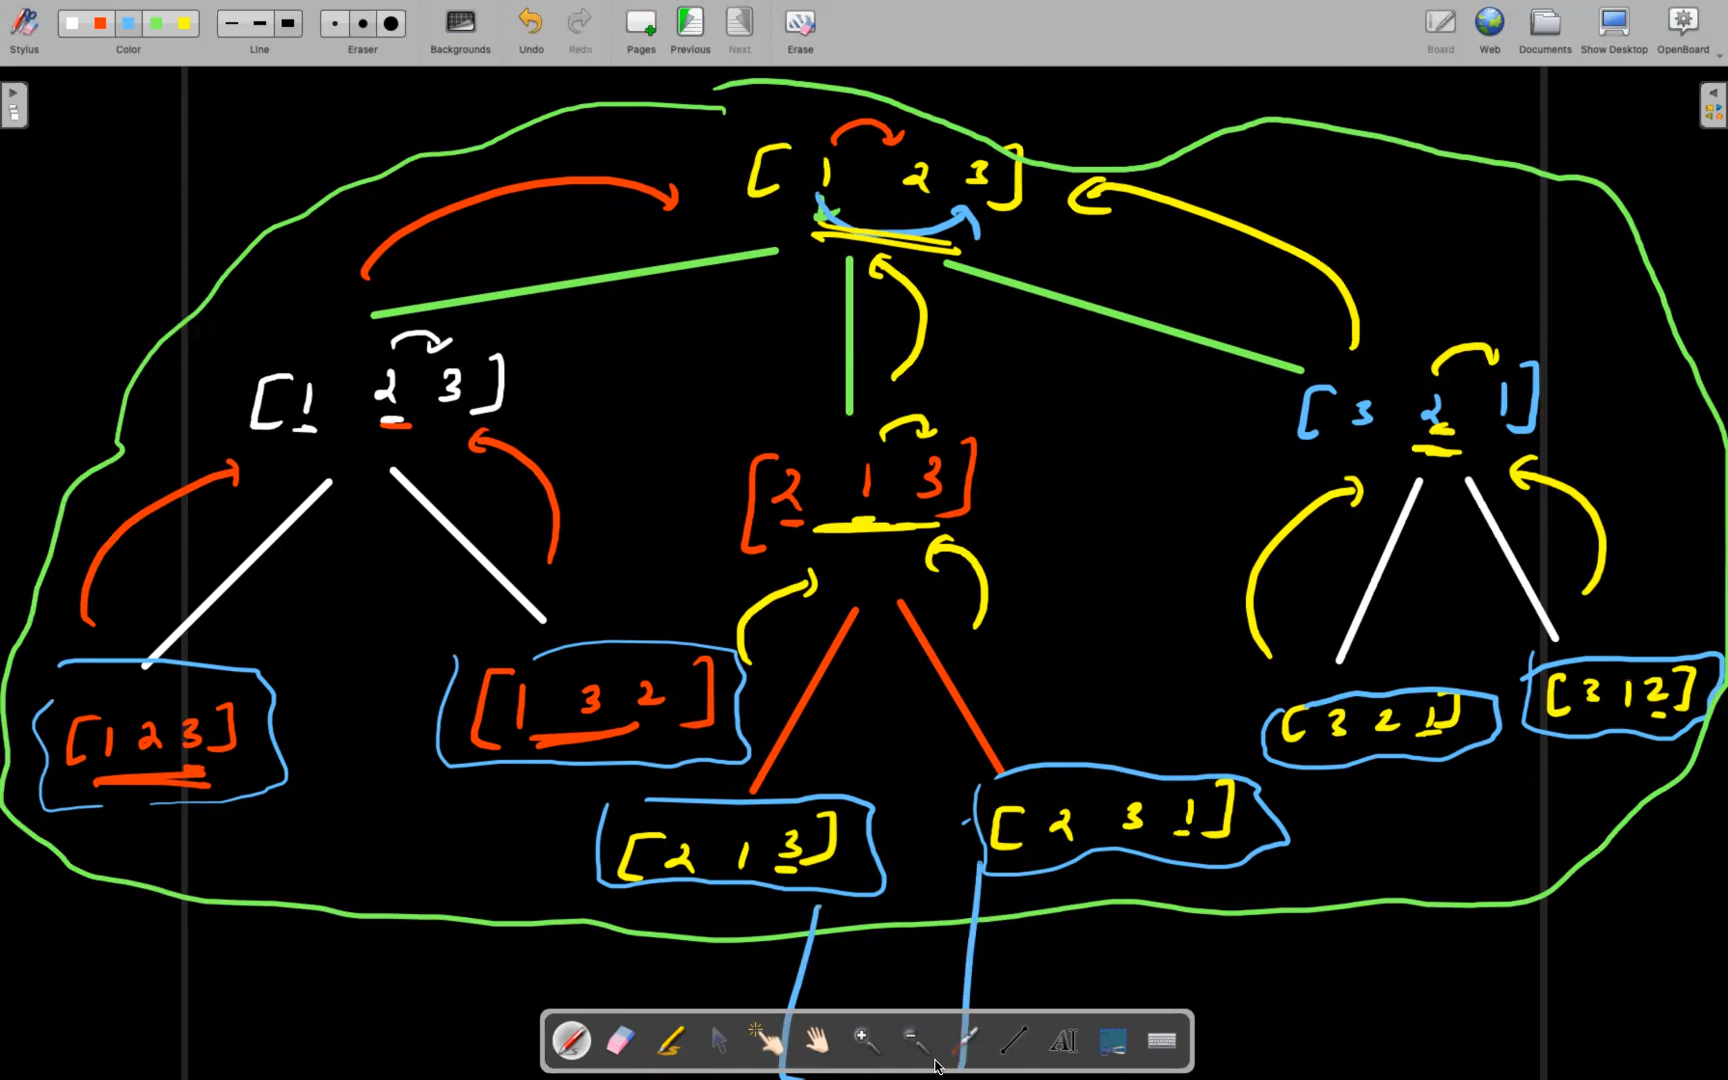 Stylus
Color
Line
Eraser
Backgrounds
Undo
Redo
Pages
Previous
Next
Erase
Board
Web
Documents
Show Desktop
OpenBoard
[ 1 2 3 ]
[ 1 2 3 ]
[ 3 2 1 ]
[ 2 1 3 ]
[ 1 2 3 ]
[ 1 3 2 ]
[ 3 2 1 ]
[ 3 1 2 ]
[ 2 1 3 ]
[ 2 3 1 ]
AI